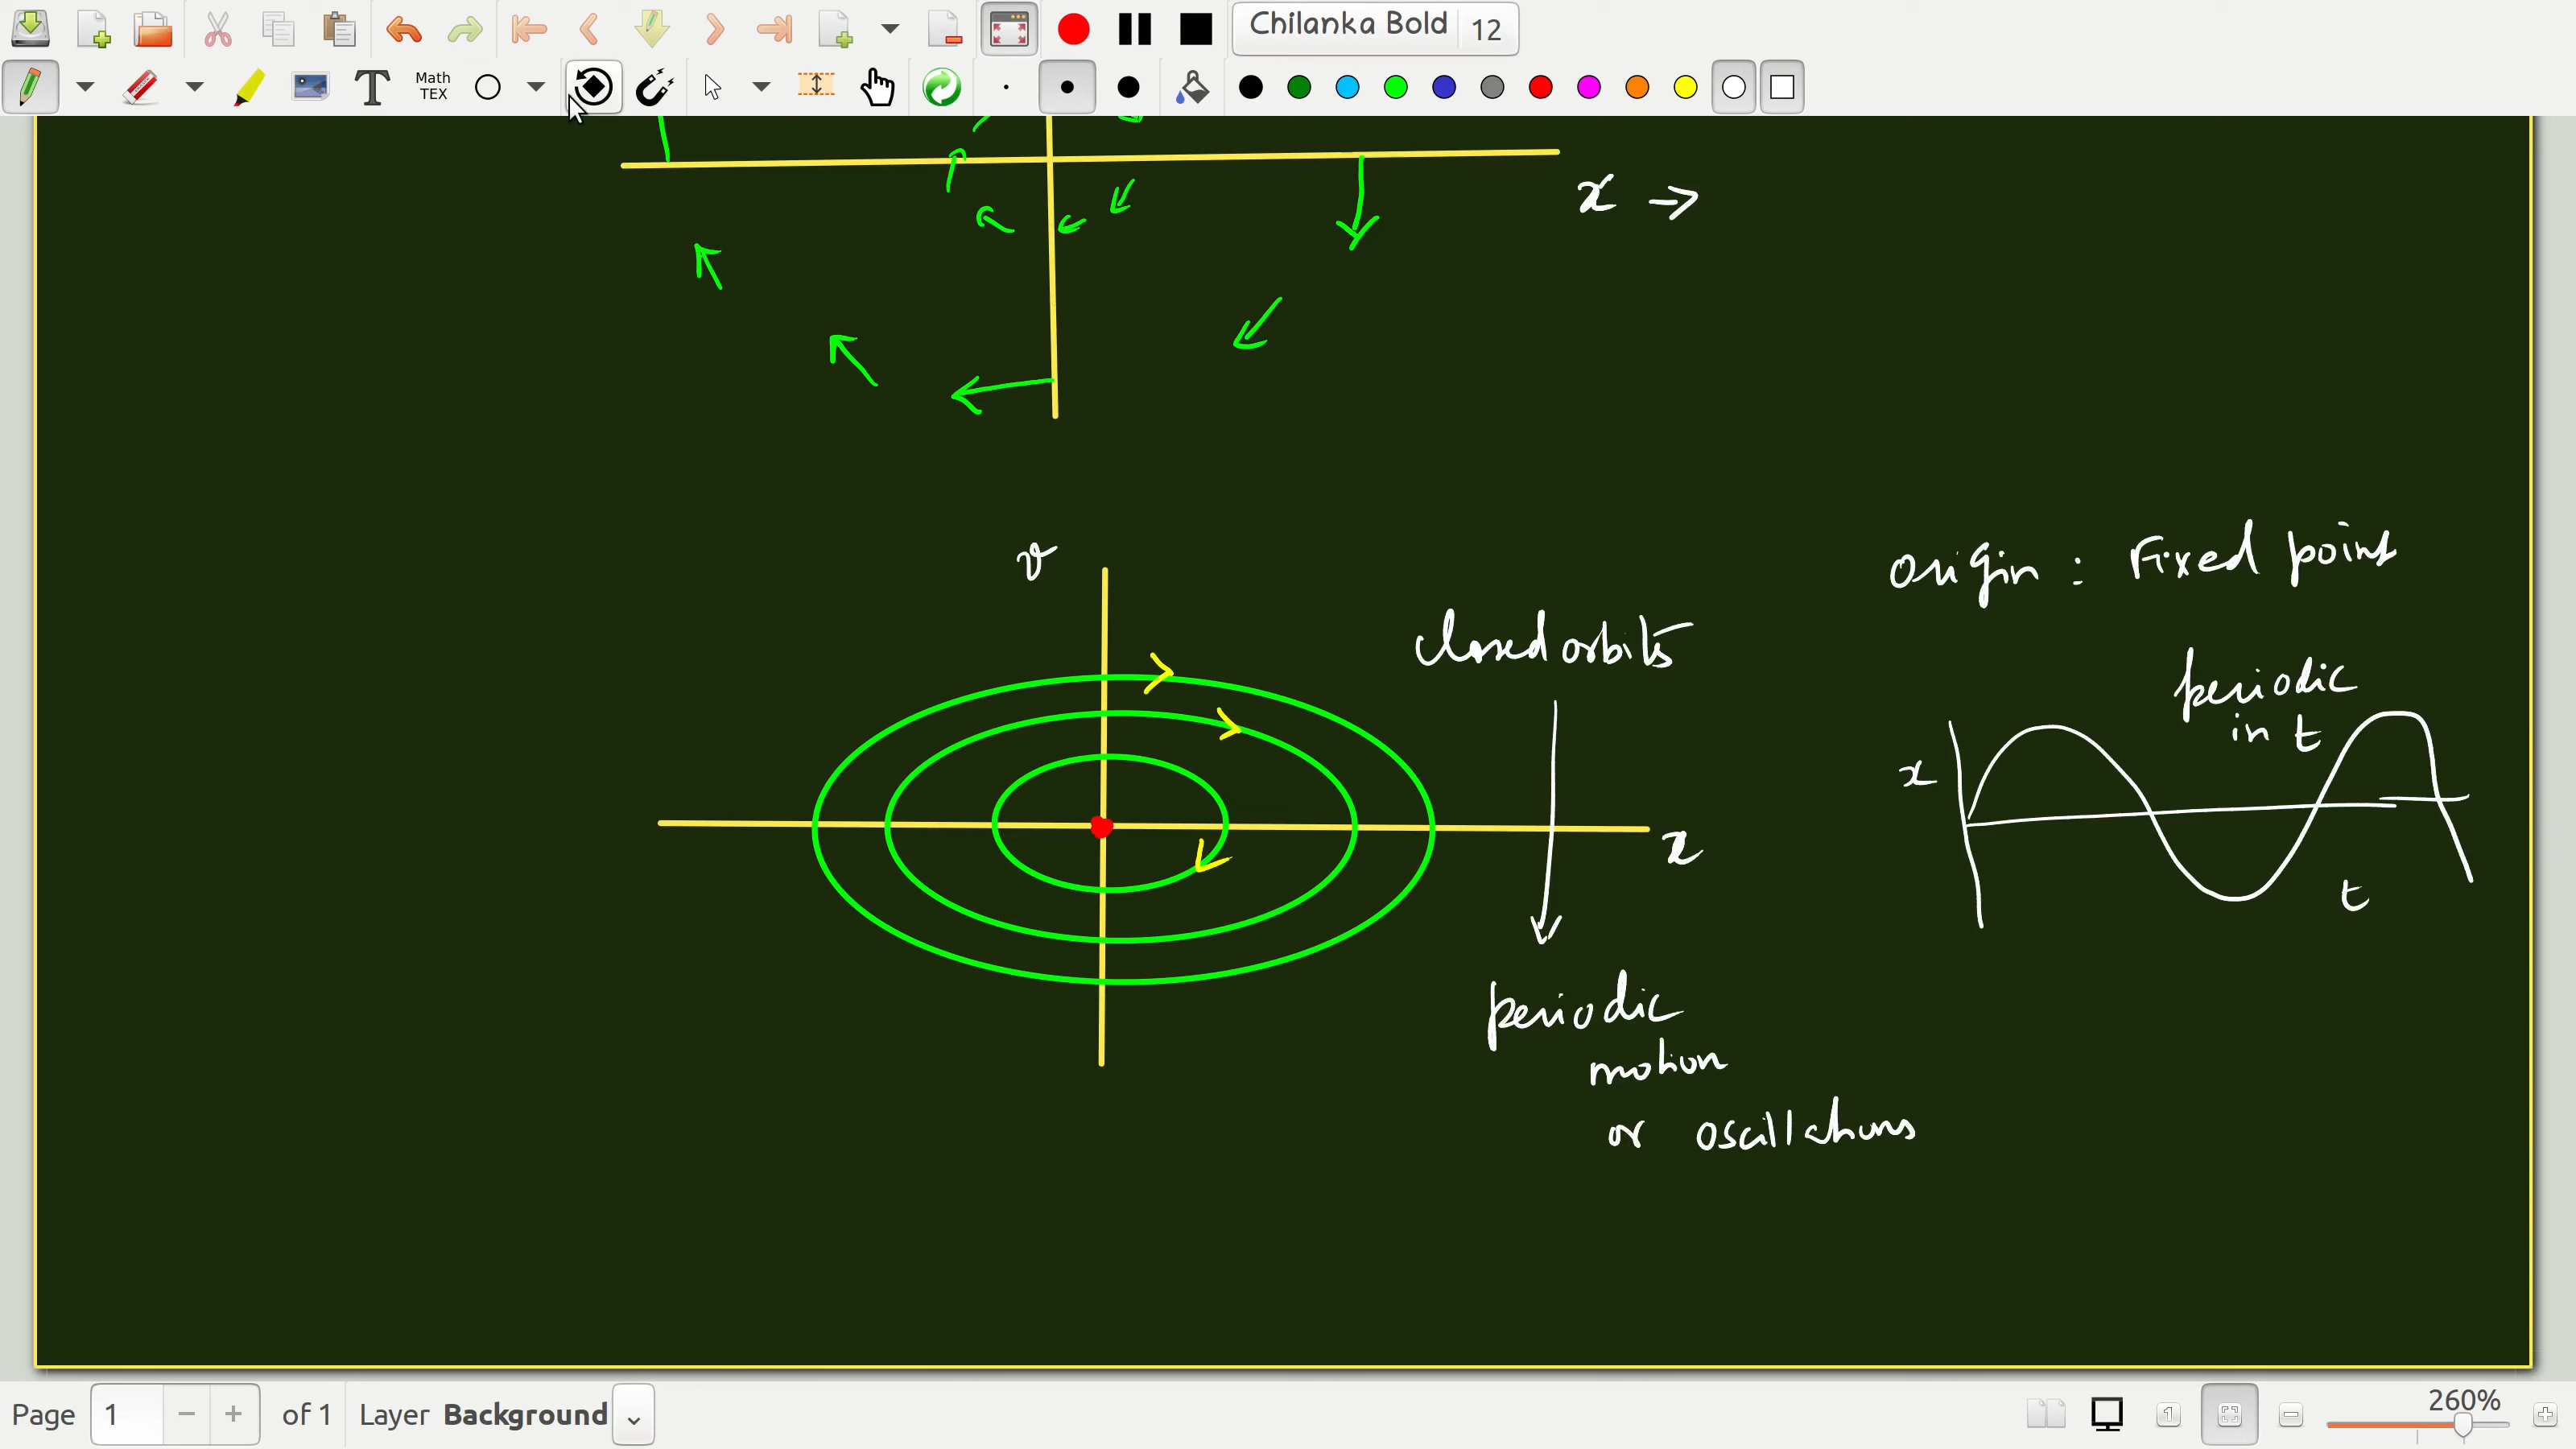 Chilanka Bold 12
Math
TEX
x →
v
origin : Fixed point
closed orbits
periodic
in t
x
x
t
periodic
motion
or oscillations
Page 1 of 1 Layer Background 260%